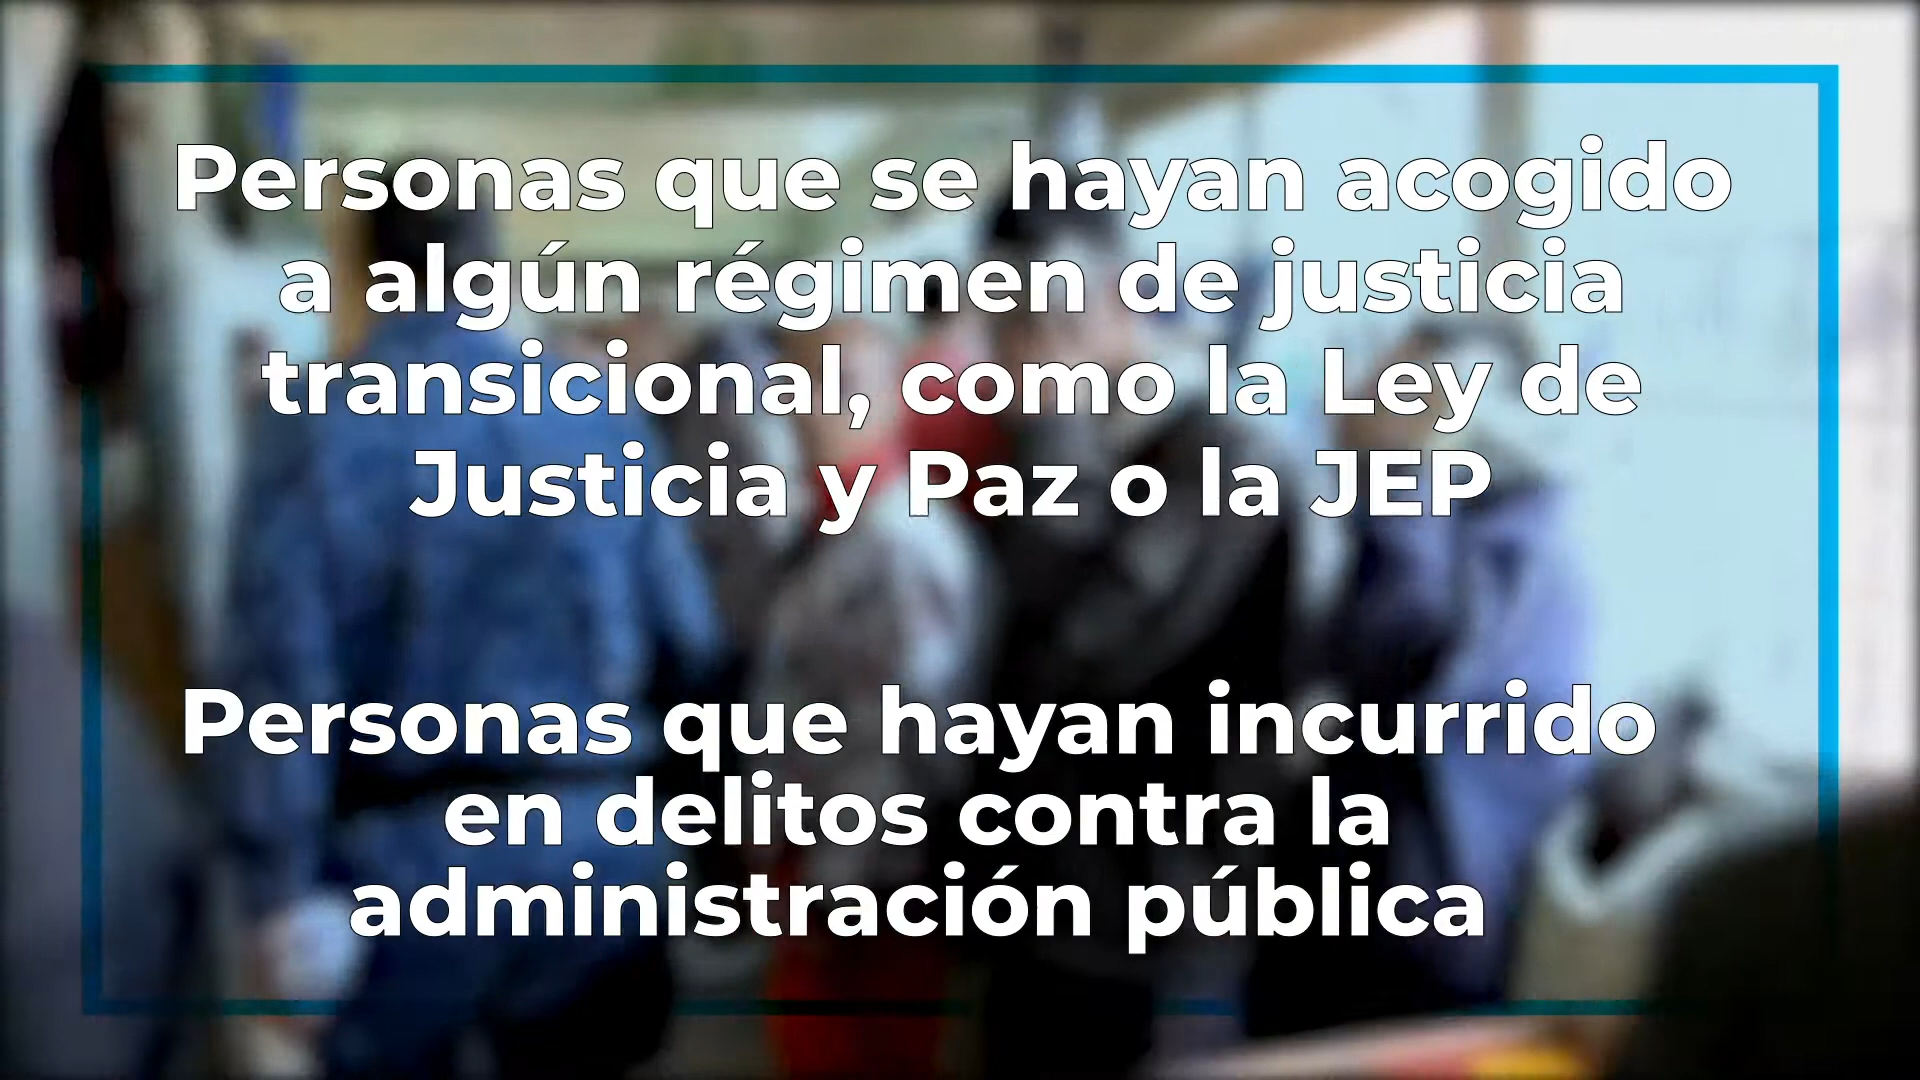 Personas que se hayan acogido
a algún régimen de justicia
transicional, como la Ley de
Justicia y Paz o la JEP
Personas que hayan incurrido
en delitos contra la
administración pública